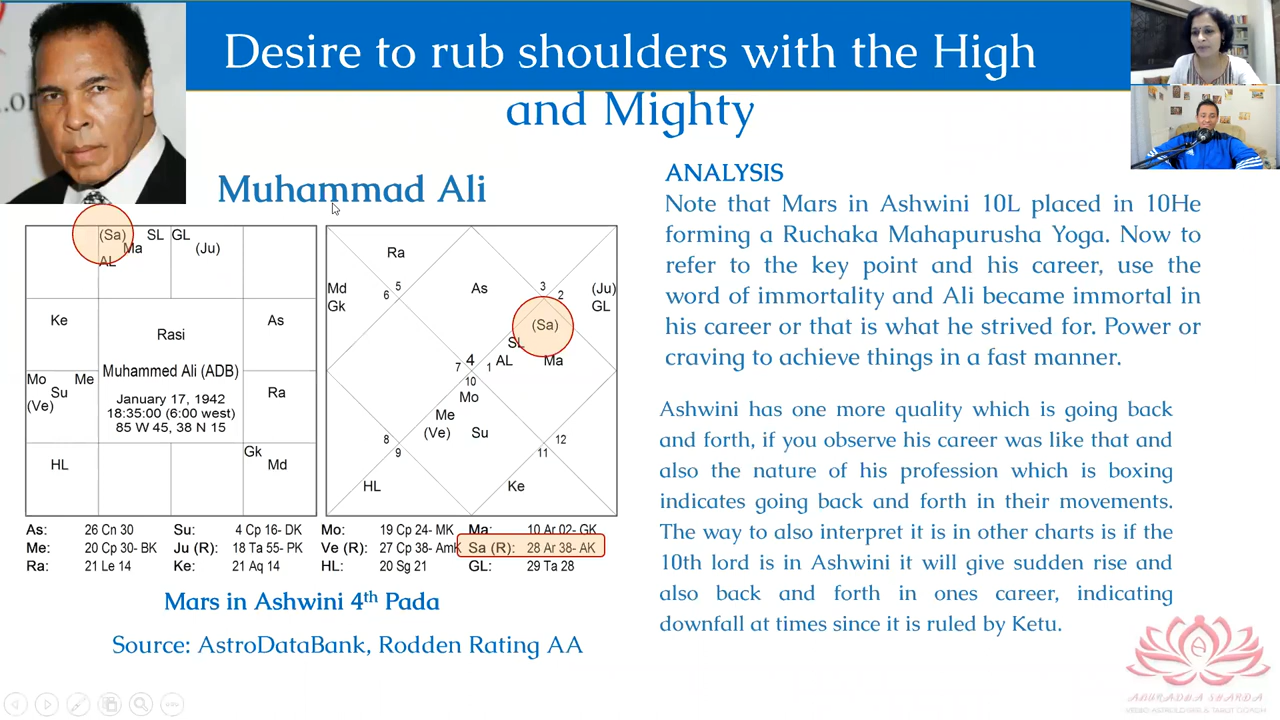 Desire to rub shoulders with the High
and Mighty
Muhammad Ali
(Sa)
SL
GL
Ma
(Ju)
AL
Ke
Rasi
As
Muhammed Ali (ADB)
Mo
Me
Su
(Ve)
January 17, 1942
18:35:00 (6:00 west)
85 W 45, 38 N 15
Ra
HL
Gk
Md
Ra
Md
Gk
6
5
As
3
2
(Ju)
GL
(Sa)
SL
7
4
1
AL
Ma
10
Mo
Me
(Ve)
Su
8
9
12
11
HL
Ke
As: 26 Cn 30 Su: 4 Cp 16- DK Mo: 19 Cp 24- MK Ma: 10 Ar 02- GK
Me: 20 Cp 30- BK Ju (R): 18 Ta 55- PK Ve (R): 27 Cp 38- AmK Sa (R): 28 Ar 38- AK
Ra: 21 Le 14 Ke: 21 Aq 14 HL: 20 Sg 21 GL: 29 Ta 28
Mars in Ashwini 4th Pada
Source: AstroDataBank, Rodden Rating AA
ANALYSIS
Note that Mars in Ashwini 10L placed in 10He
forming a Ruchaka Mahapurusha Yoga. Now to
refer to the key point and his career, use the
word of immortality and Ali became immortal in
his career or that is what he strived for. Power or
craving to achieve things in a fast manner.
Ashwini has one more quality which is going back
and forth, if you observe his career was like that and
also the nature of his profession which is boxing
indicates going back and forth in their movements.
The way to also interpret it is in other charts is if the
10th lord is in Ashwini it will give sudden rise and
also back and forth in ones career, indicating
downfall at times since it is ruled by Ketu.
ANURADHA SHARDA
VEDIC ASTROLOGER & TAROT COACH